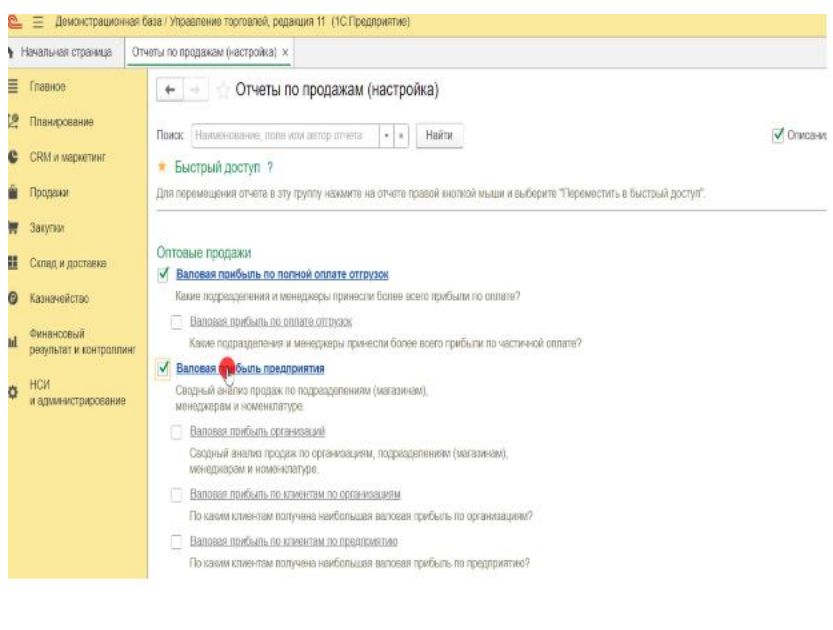 Демонстрационная база / Управление торговлей, редакция 11 (1С:Предприятие)
Начальная страница
Отчеты по продажам (настройка) ×
Главное
Планирование
CRM и маркетинг
Продажи
Закупки
Склад и доставка
Казначейство
Финансовый
результат и контроллинг
НСИ
и администрирование
Отчеты по продажам (настройка)
Поиск: Наименование, поле или автор отчета × Найти
Быстрый доступ ?
Для перемещения отчета в эту группу нажмите на отчете правой кнопкой мыши и выберите "Переместить в быстрый доступ".
Оптовые продажи
Валовая прибыль по полной оплате отгрузок
Какие подразделения и менеджеры принесли более всего прибыли по оплате?
Валовая прибыль по оплате отгрузок
Какие подразделения и менеджеры принесли более всего прибыли по частичной оплате?
Валовая прибыль предприятия
Сводный анализ продаж по подразделениям (магазинам),
менеджерам и номенклатуре.
Валовая прибыль организаций
Сводный анализ продаж по организациям, подразделениям (магазинам),
менеджерам и номенклатуре.
Валовая прибыль по клиентам по организациям
По каким клиентам получена наибольшая валовая прибыль по организациям?
Валовая прибыль по клиентам по предприятию
По каким клиентам получена наибольшая валовая прибыль по предприятию?